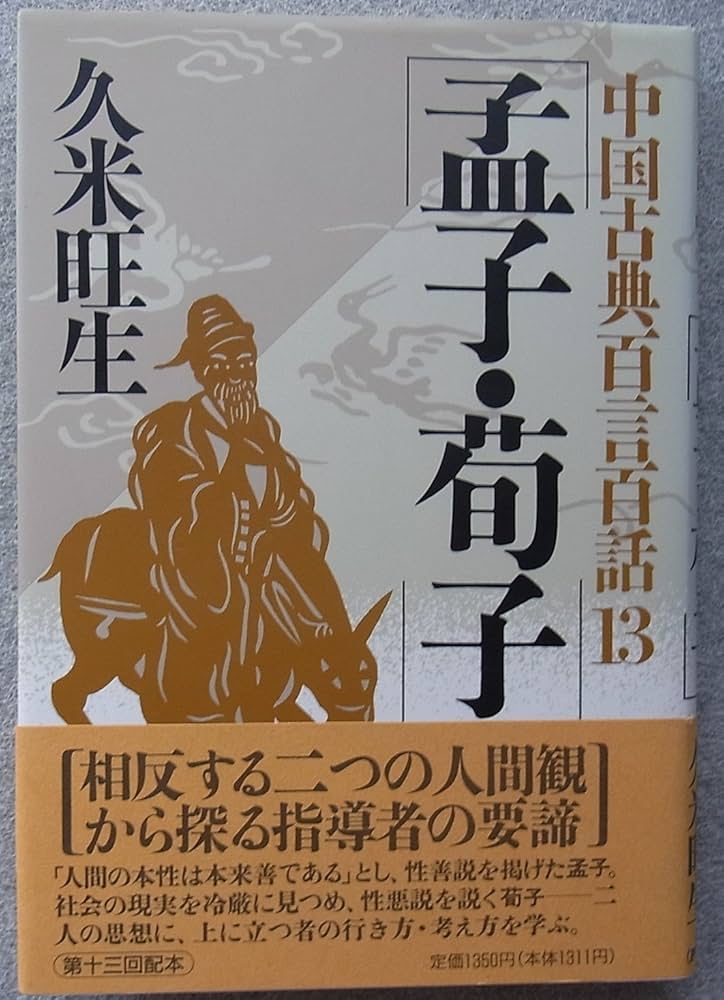 中国古典百言百話13
「孟子・荀子」
久米旺生
[相反する二つの人間観
から探る指導者の要諦]
「人間の本性は本来善である」とし、性善説を掲げた孟子。
社会の現実を冷厳に見つめ、性悪説を説く荀子──二
人の思想に、上に立つ者の行き方・考え方を学ぶ。
第十三回配本
定価1350円(本体1311円)